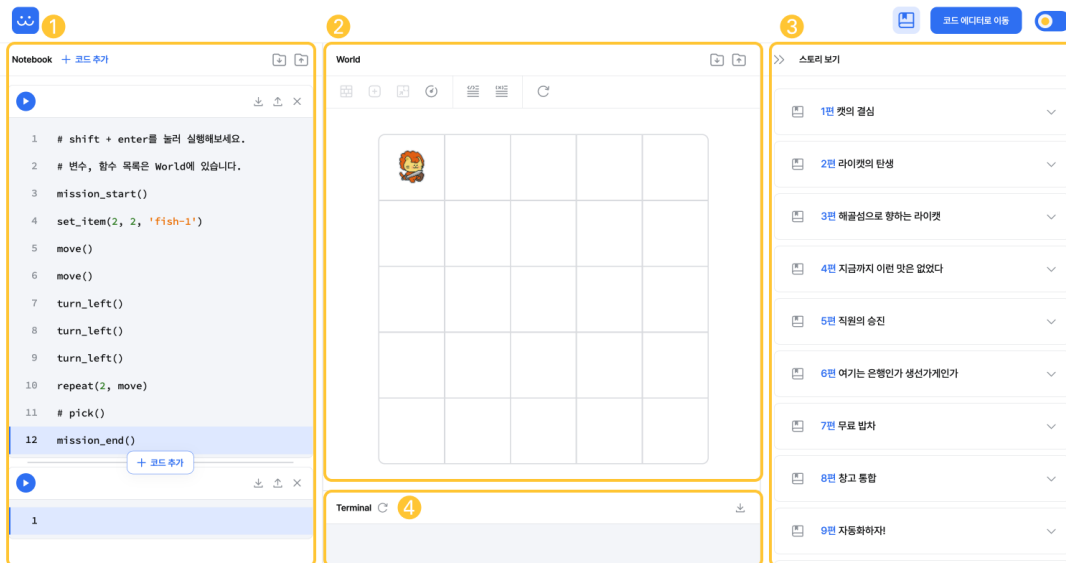 1
2
3
코드 에디터로 이동
Notebook + 코드 추가
1 # shift + enter를 눌러 실행해보세요.
2 # 변수, 함수 목록은 World에 있습니다.
3 mission_start()
4 set_item(2, 2, 'fish-1')
5 move()
6 move()
7 turn_left()
8 turn_left()
9 turn_left()
10 repeat(2, move)
11 # pick()
12 mission_end()
+ 코드 추가
1
World
Terminal
4
스토리 보기
1편 캣의 결심
2편 라이캣의 탄생
3편 해골섬으로 향하는 라이캣
4편 지금까지 이런 맛은 없었다
5편 직원의 승진
6편 여기는 은행인가 생선가게인가
7편 무료 밥차
8편 창고 통합
9편 자동화하자!